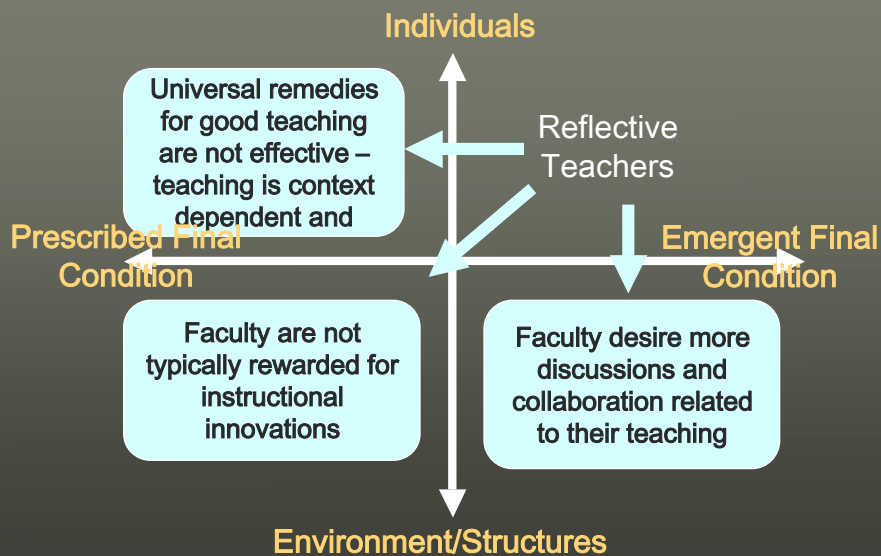 Individuals
Universal remedies
for good teaching
are not effective –
teaching is context
dependent and
Reflective
Teachers
Prescribed Final
Condition
Emergent Final
Condition
Faculty are not
typically rewarded for
instructional
innovations
Faculty desire more
discussions and
collaboration related
to their teaching
Environment/Structures